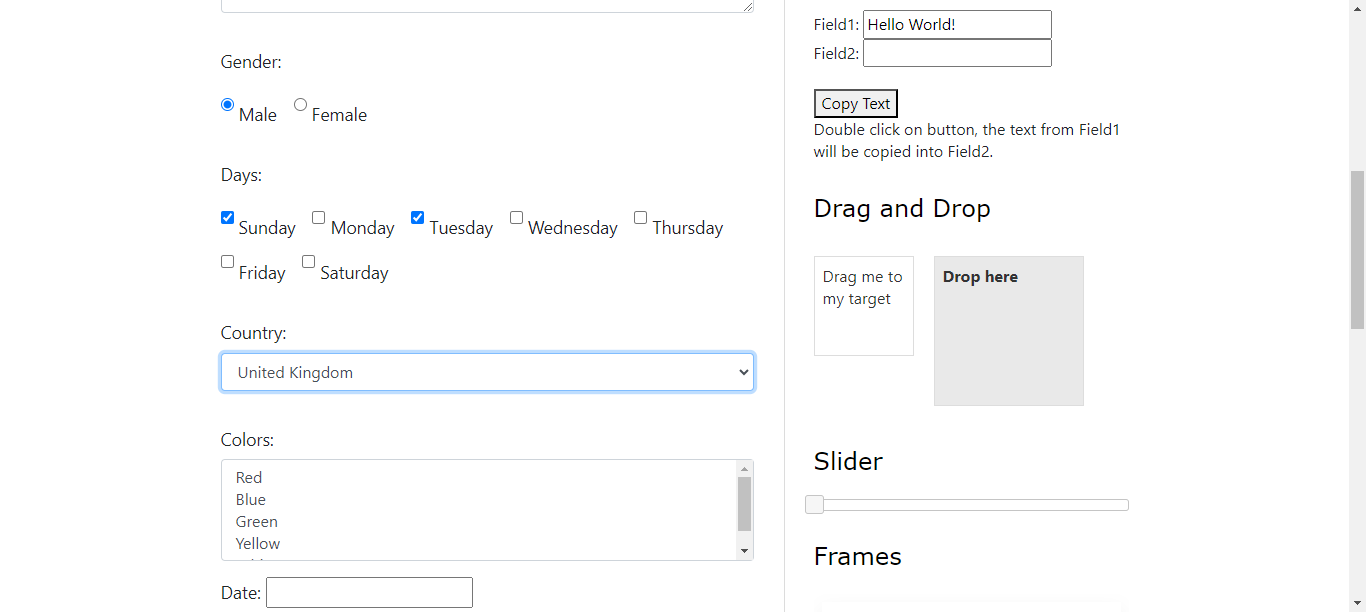 Gender:
Male Female
Days:
Sunday Monday Tuesday Wednesday Thursday
Friday Saturday
Country:
United Kingdom
Colors:
Red
Blue
Green
Yellow
Date:
Field1: Hello World!
Field2:
Copy Text
Double click on button, the text from Field1
will be copied into Field2.
Drag and Drop
Drag me to
my target
Drop here
Slider
Frames